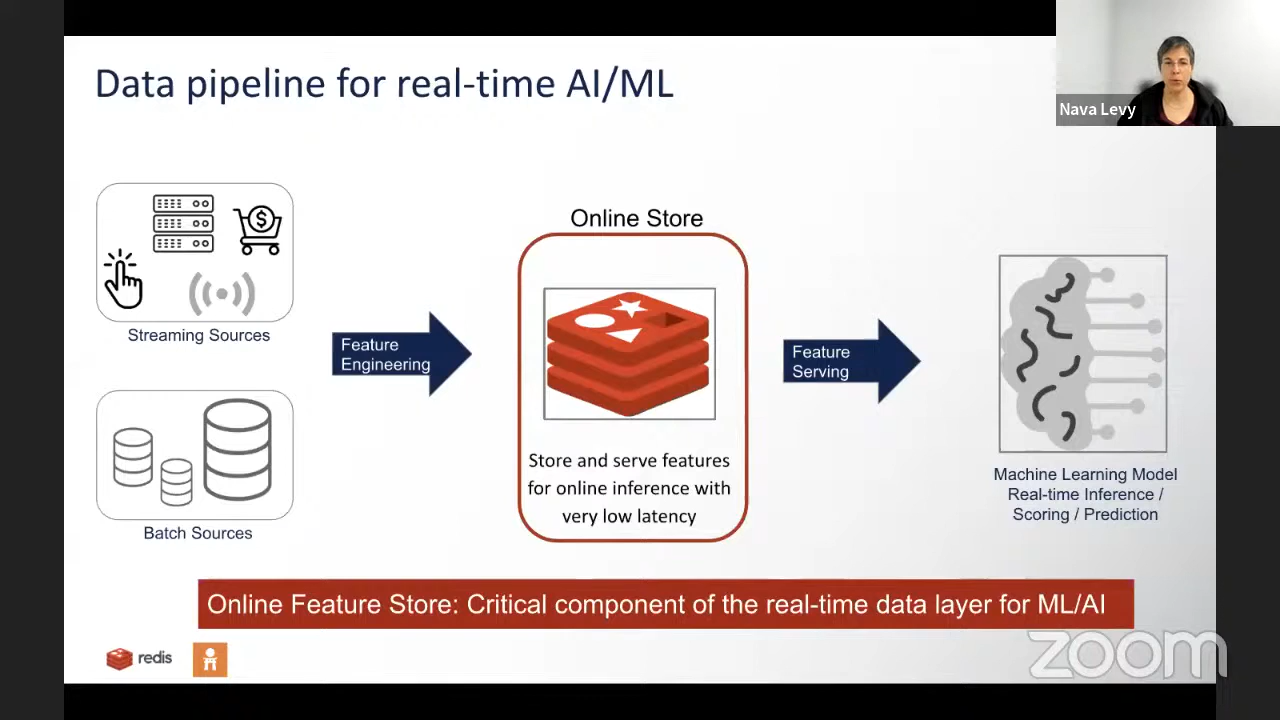 Data pipeline for real-time AI/ML
Nava Levy
Streaming Sources
Batch Sources
Feature
Engineering
Online Store
Store and serve features
for online inference with
very low latency
Feature
Serving
Machine Learning Model
Real-time Inference /
Scoring / Prediction
Online Feature Store: Critical component of the real-time data layer for ML/AI
redis
zoom